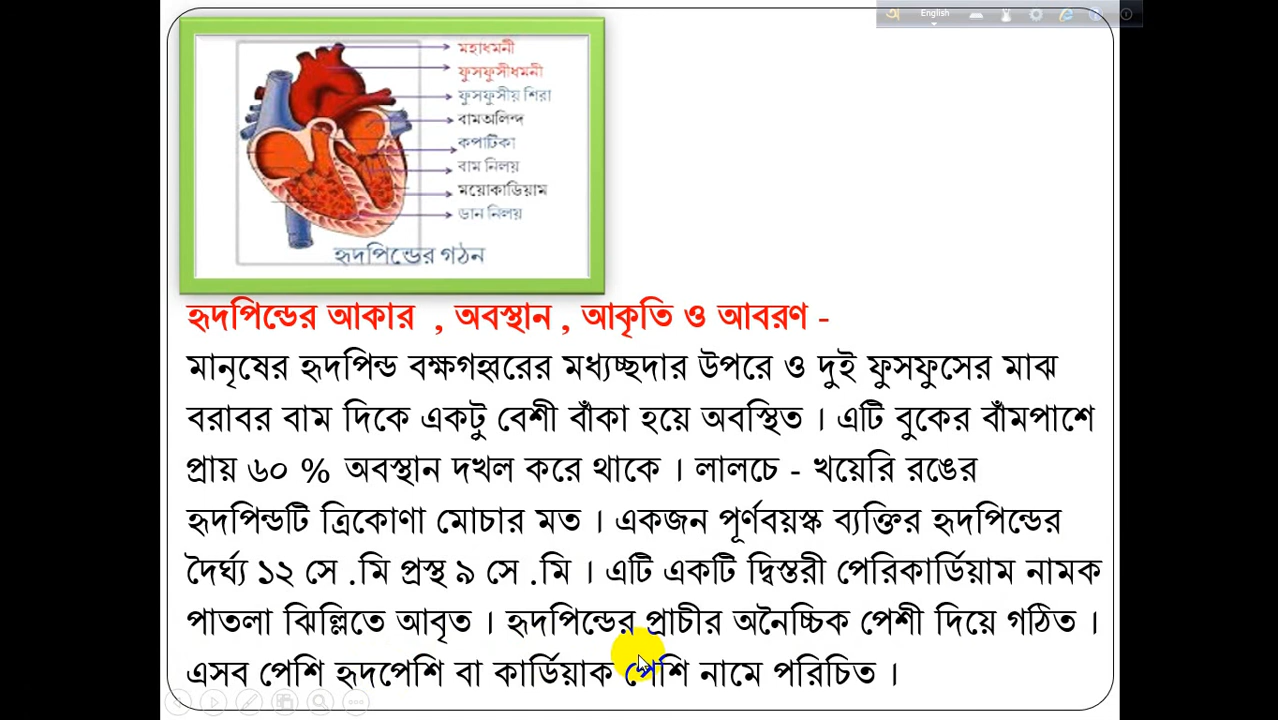 English
মহাধমনী
ফুসফুসীধমনী
ফুসফুসীয় শিরা
বামঅলিন্দ
কপাটিকা
বাম নিলয়
ময়োকাডিয়াম
ডান নিলয়
হৃদপিন্ডের গঠন
হৃদপিন্ডের আকার , অবস্থান , আকৃতি ও আবরণ -
মানৃষের হৃদপিন্ড বক্ষগহ্বরের মধ্যচ্ছদার উপরে ও দুই ফুসফুসের মাঝ
বরাবর বাম দিকে একটু বেশী বাঁকা হয়ে অবস্থিত । এটি বুকের বাঁমপাশে
প্রায় ৬০ % অবস্থান দখল করে থাকে । লালচে - খয়েরি রঙের
হৃদপিন্ডটি ত্রিকোণা মোচার মত । একজন পূর্ণবয়স্ক ব্যক্তির হৃদপিন্ডের
দৈর্ঘ্য ১২ সে .মি প্রস্থ ৯ সে .মি । এটি একটি দ্বিস্তরী পেরিকার্ডিয়াম নামক
পাতলা ঝিল্লিতে আবৃত । হৃদপিন্ডের প্রাচীর অনৈচ্চিক পেশী দিয়ে গঠিত ।
এসব পেশি হৃদপেশি বা কার্ডিয়াক পেশি নামে পরিচিত ।